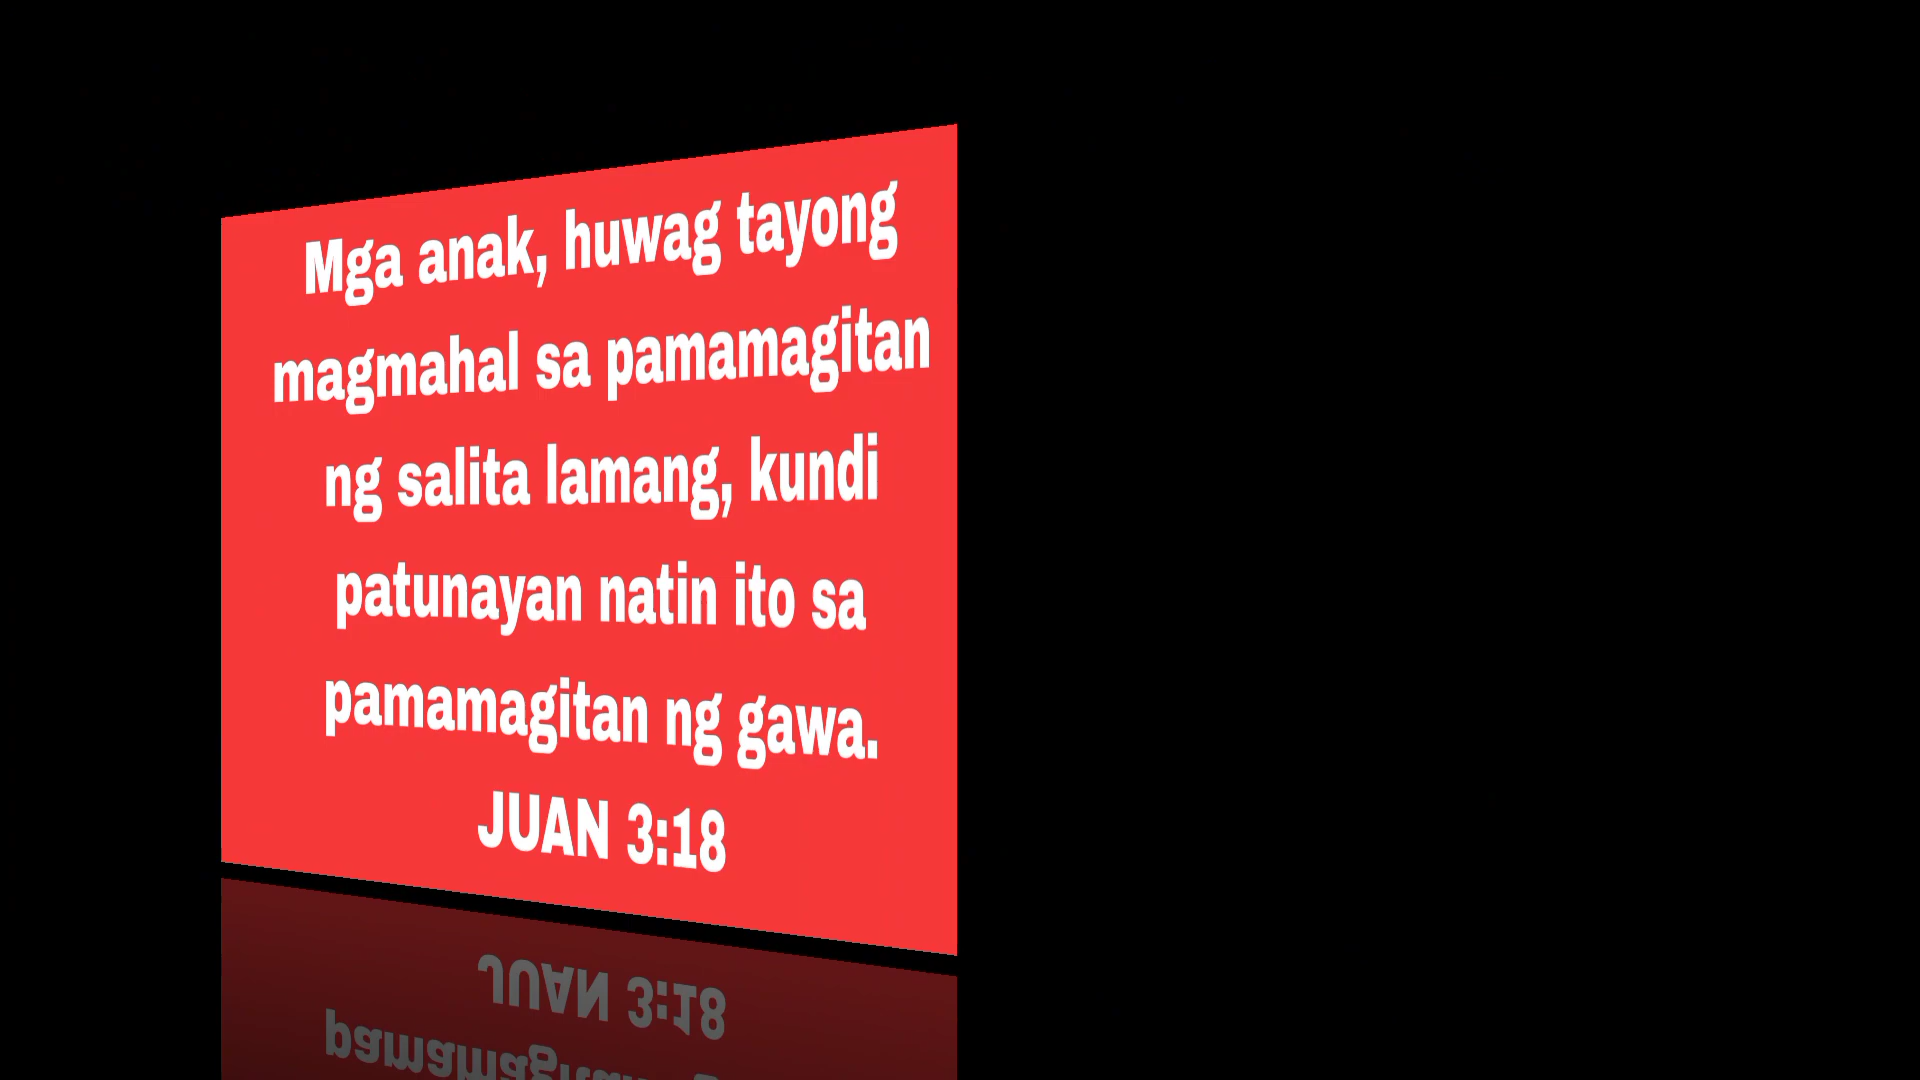 Mga anak, huwag tayong
magmahal sa pamamagitan
ng salita lamang, kundi
patunayan natin ito sa
pamamagitan ng gawa.
JUAN 3:18